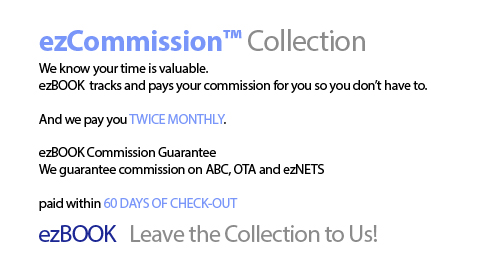 ezCommission™ Collection
We know your time is valuable.
ezBOOK tracks and pays your commission for you so you don't have to.
And we pay you TWICE MONTHLY.
ezBOOK Commission Guarantee
We guarantee commission on ABC, OTA and ezNETS
paid within 60 DAYS OF CHECK-OUT
ezBOOK Leave the Collection to Us!